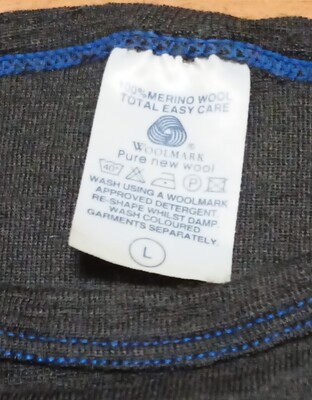 100% MERINO WOOL
TOTAL EASY CARE
WOOLMARK ®
Pure new wool
40° P
WASH USING A WOOLMARK
APPROVED DETERGENT.
RE-SHAPE WHILST DAMP.
WASH COLOURED
GARMENTS SEPARATELY.
L